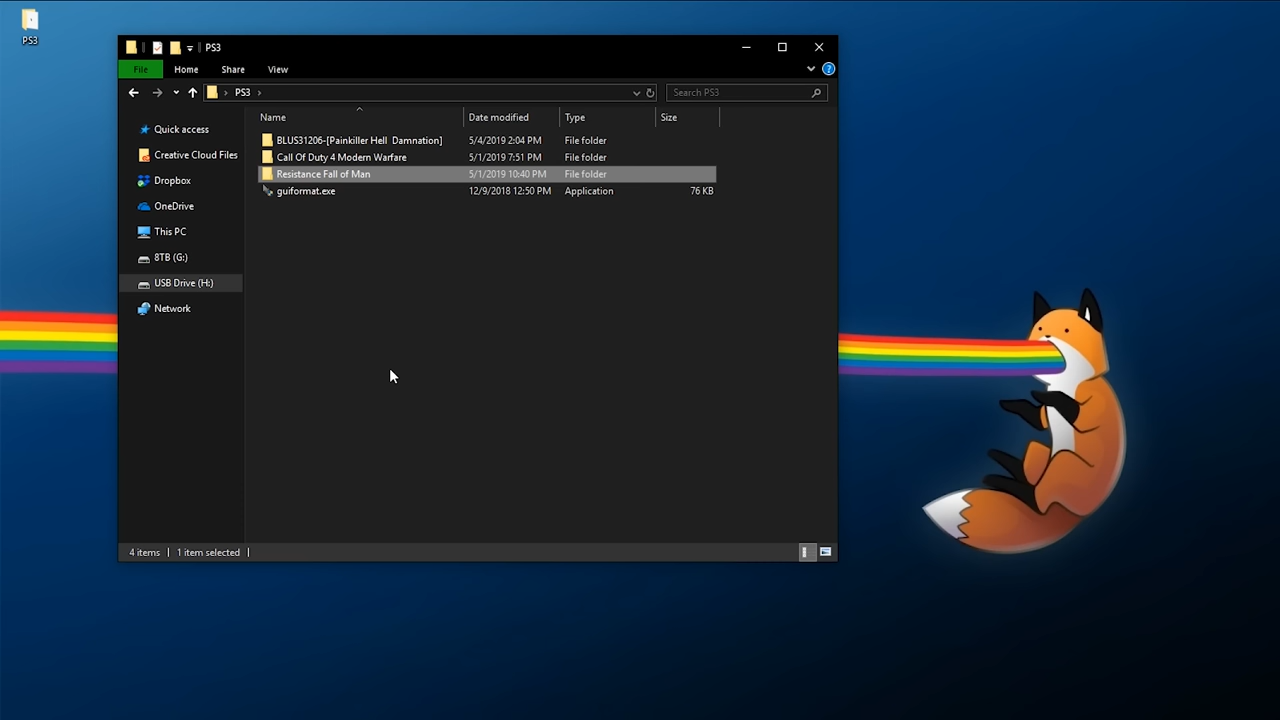 PS3
PS3
File Home Share View
PS3 Search PS3
Name Date modified Type Size
Quick access
Creative Cloud Files
Dropbox
OneDrive
This PC
8TB (G:)
USB Drive (H:)
Network
BLUS31206-[Painkiller Hell Damnation] 5/4/2019 2:04 PM File folder
Call Of Duty 4 Modern Warfare 5/1/2019 7:51 PM File folder
Resistance Fall of Man 5/1/2019 10:40 PM File folder
guiformat.exe 12/9/2018 12:50 PM Application 76 KB
4 items 1 item selected